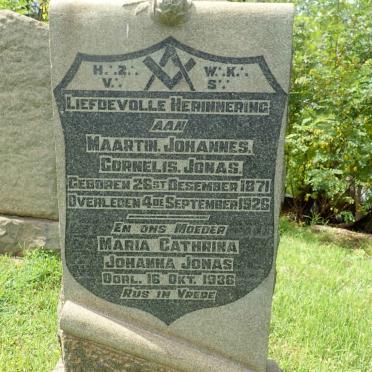 H∴Z∴ W∴K∴
V∴ S∴
LIEFDEVOLLE HERINNERING
AAN
MAARTIN. JOHANNES.
CORNELIS. JONAS
GEBOREN 26ST DESEMBER 1871
OVERLEDEN 4DE SEPTEMBER 1926
EN ONS MOEDER
MARIA CATHRINA
JOHANNA JONAS
OORL. 16 OKT. 1936
RUS IN VREDE